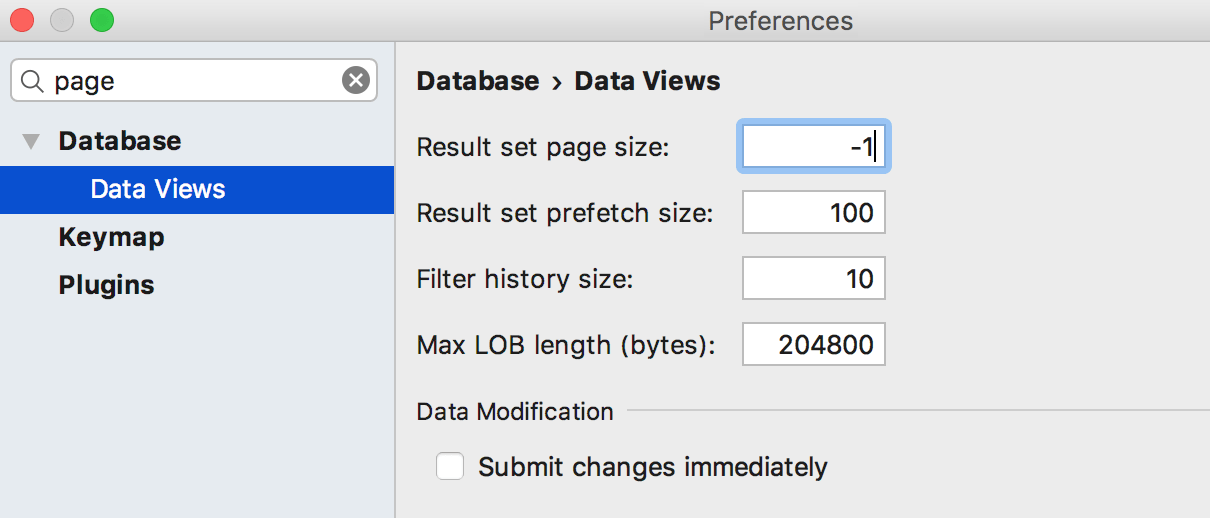 Preferences
page
Database
Data Views
Keymap
Plugins
Database › Data Views
Result set page size: -1
Result set prefetch size: 100
Filter history size: 10
Max LOB length (bytes): 204800
Data Modification
Submit changes immediately